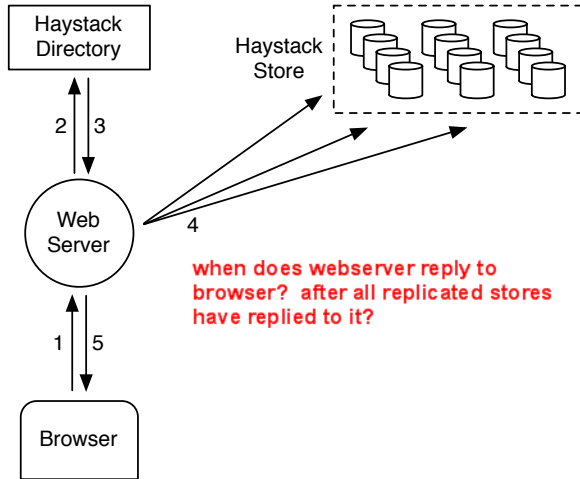 Haystack
Directory
Haystack
Store
2
3
Web
Server
4
when does webserver reply to
browser?  after all replicated stores
have replied to it?
1
5
Browser